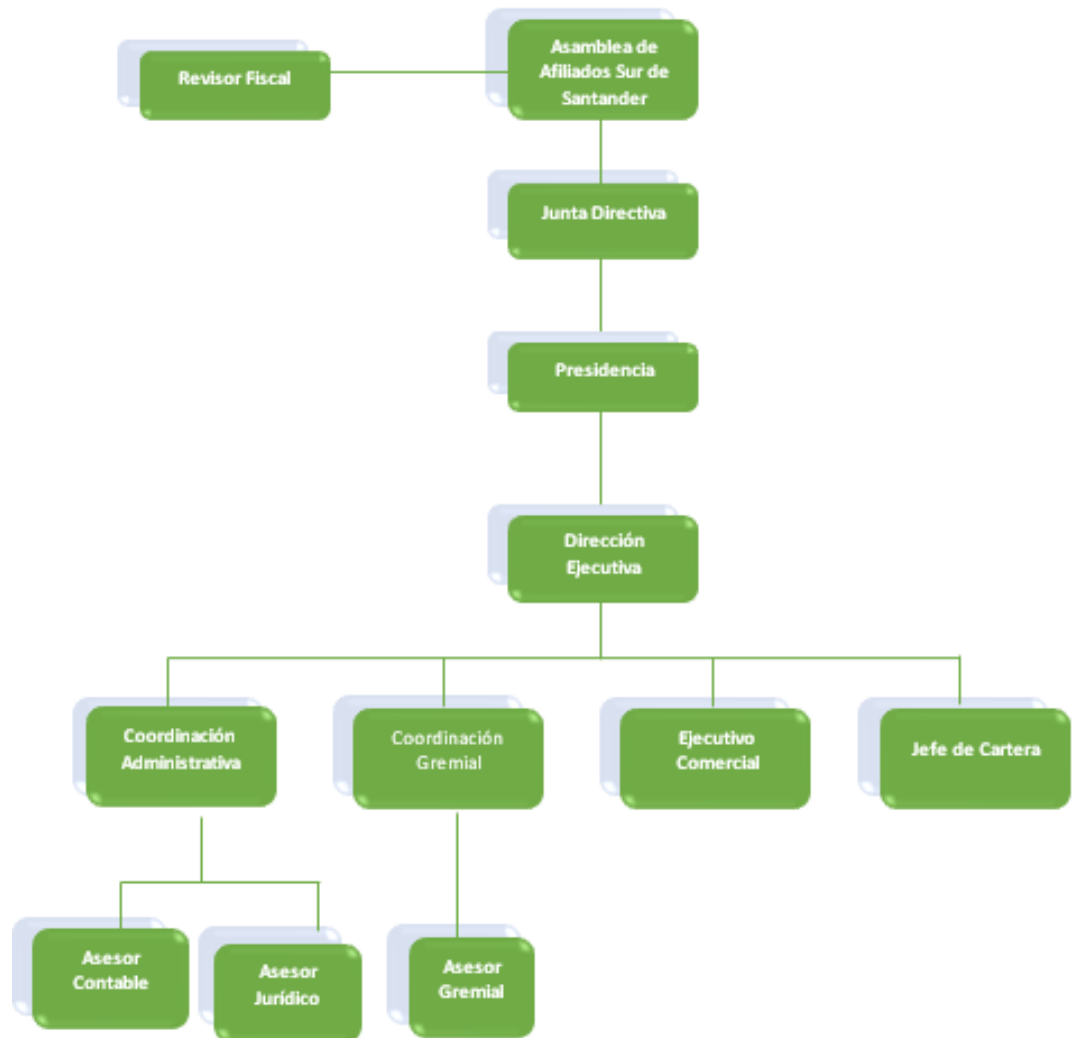 Asamblea de
Afiliados Sur de
Santander
Revisor Fiscal
Junta Directiva
Presidencia
Dirección
Ejecutiva
Coordinación
Administrativa
Coordinación
Gremial
Ejecutivo
Comercial
Jefe de Cartera
Asesor
Contable
Asesor
Jurídico
Asesor
Gremial